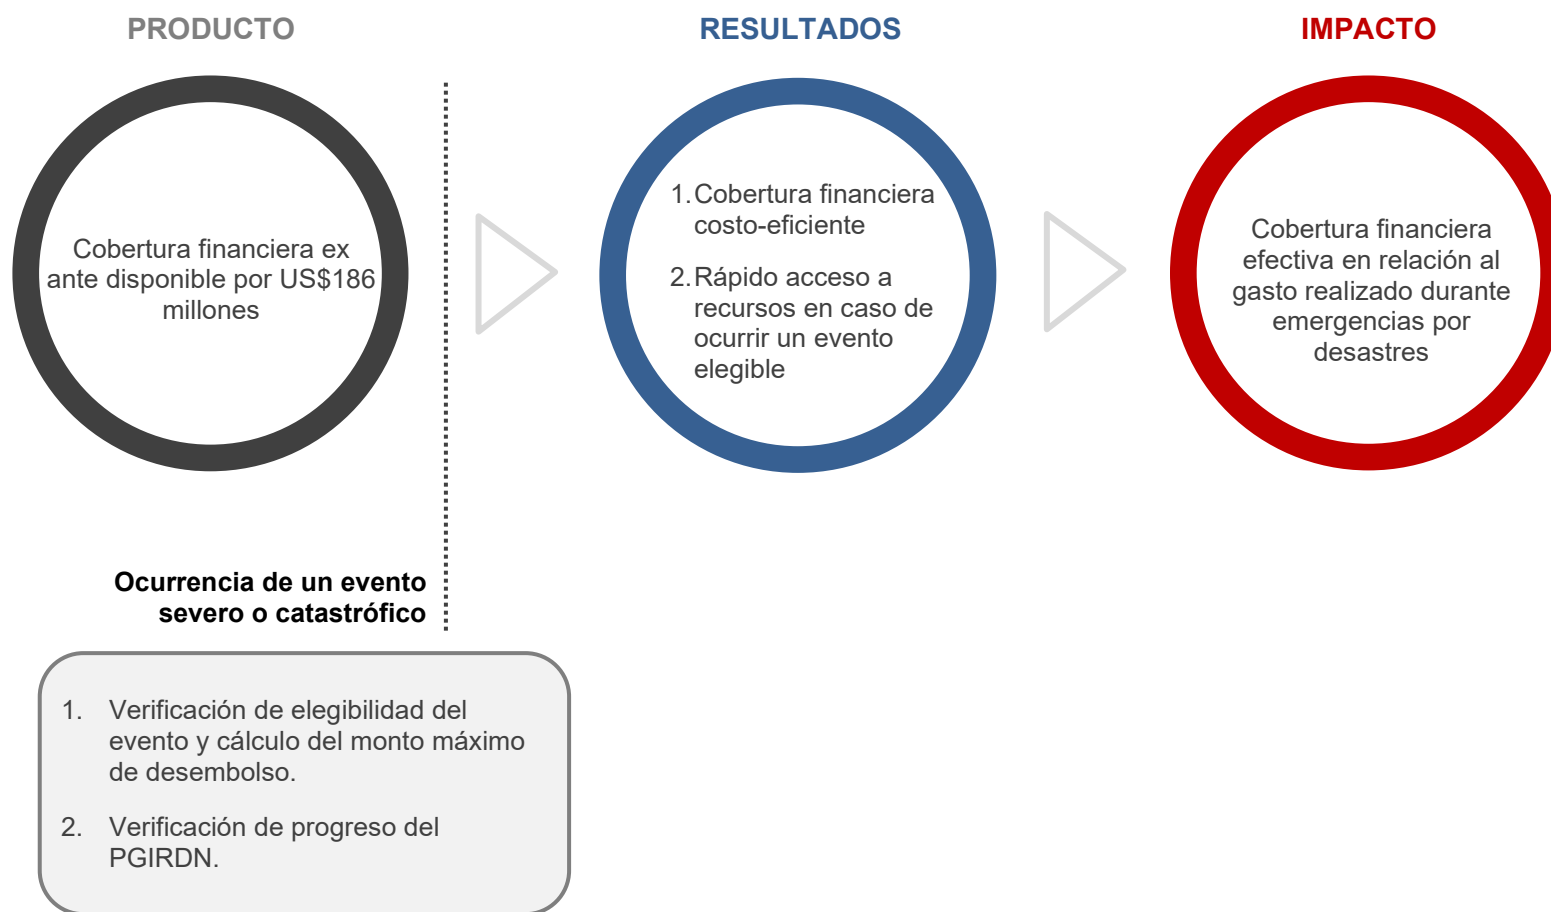 PRODUCTO
RESULTADOS
IMPACTO
Cobertura financiera ex
ante disponible por US$186
millones
1. Cobertura financiera
costo-eficiente
2. Rápido acceso a
recursos en caso de
ocurrir un evento
elegible
Cobertura financiera
efectiva en relación al
gasto realizado durante
emergencias por
desastres
Ocurrencia de un evento
severo o catastrófico
1. Verificación de elegibilidad del
evento y cálculo del monto máximo
de desembolso.
2. Verificación de progreso del
PGIRDN.